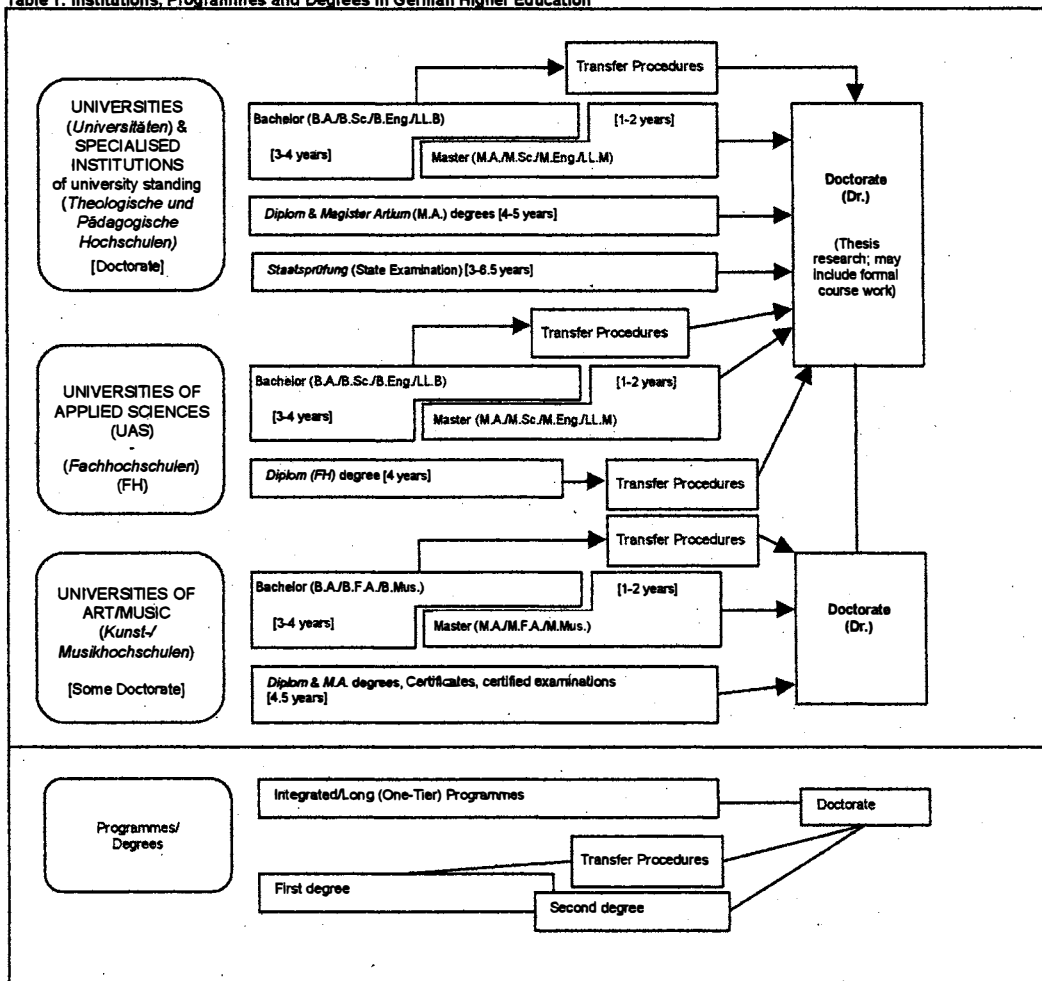 Table 1: Institutions, Programmes and Degrees in German Higher Education
Transfer Procedures
UNIVERSITIES
(Universitäten) &
SPECIALISED
INSTITUTIONS
of university standing
(Theologische und
Pädagogische
Hochschulen)
[Doctorate]
Bachelor (B.A./B.Sc./B.Eng./LL.B)
[3-4 years]
[1-2 years]
Master (M.A./M.Sc./M.Eng./LL.M)
Diplom & Magister Artium (M.A.) degrees [4-5 years]
Staatsprüfung (State Examination) [3-6.5 years]
Doctorate
(Dr.)
(Thesis
research; may
include formal
course work)
Transfer Procedures
UNIVERSITIES OF
APPLIED SCIENCES
(UAS)
-
(Fachhochschulen)
(FH)
Bachelor (B.A./B.Sc./B.Eng./LL.B)
[3-4 years]
[1-2 years]
Master (M.A./M.Sc./M.Eng./LL.M)
Diplom (FH) degree [4 years]
Transfer Procedures
Transfer Procedures
UNIVERSITIES OF
ART/MUSIC
(Kunst-/
Musikhochschulen)
[Some Doctorate]
Bachelor (B.A./B.F.A./B.Mus.)
[3-4 years]
[1-2 years]
Master (M.A./M.F.A./M.Mus.)
Diplom & M.A. degrees, Certificates, certified examinations
[4.5 years]
Doctorate
(Dr.)
Programmes/
Degrees
Integrated/Long (One-Tier) Programmes
Doctorate
Transfer Procedures
First degree
Second degree